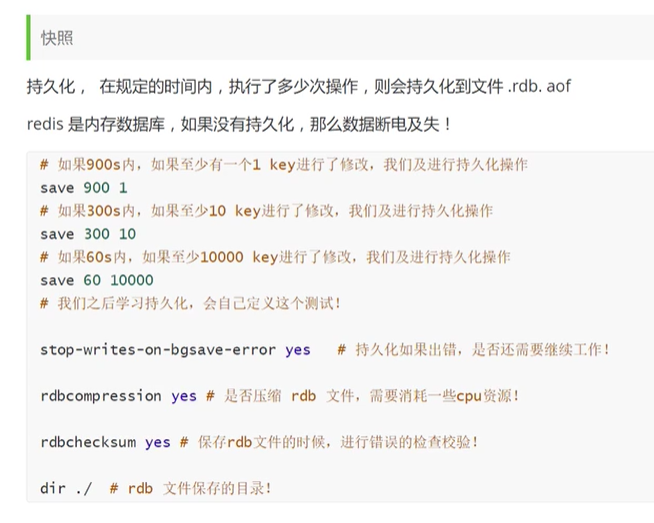 快照
持久化， 在规定的时间内，执行了多少次操作，则会持久化到文件 .rdb. aof
redis 是内存数据库，如果没有持久化，那么数据断电及失！
# 如果900s内，如果至少有一个1 key进行了修改，我们及进行持久化操作
save 900 1
# 如果300s内，如果至少10 key进行了修改，我们及进行持久化操作
save 300 10
# 如果60s内，如果至少10000 key进行了修改，我们及进行持久化操作
save 60 10000
# 我们之后学习持久化，会自己定义这个测试！
stop-writes-on-bgsave-error yes   # 持久化如果出错，是否还需要继续工作！
rdbcompression yes # 是否压缩 rdb 文件，需要消耗一些cpu资源！
rdbchecksum yes # 保存rdb文件的时候，进行错误的检查校验！
dir ./  # rdb 文件保存的目录！